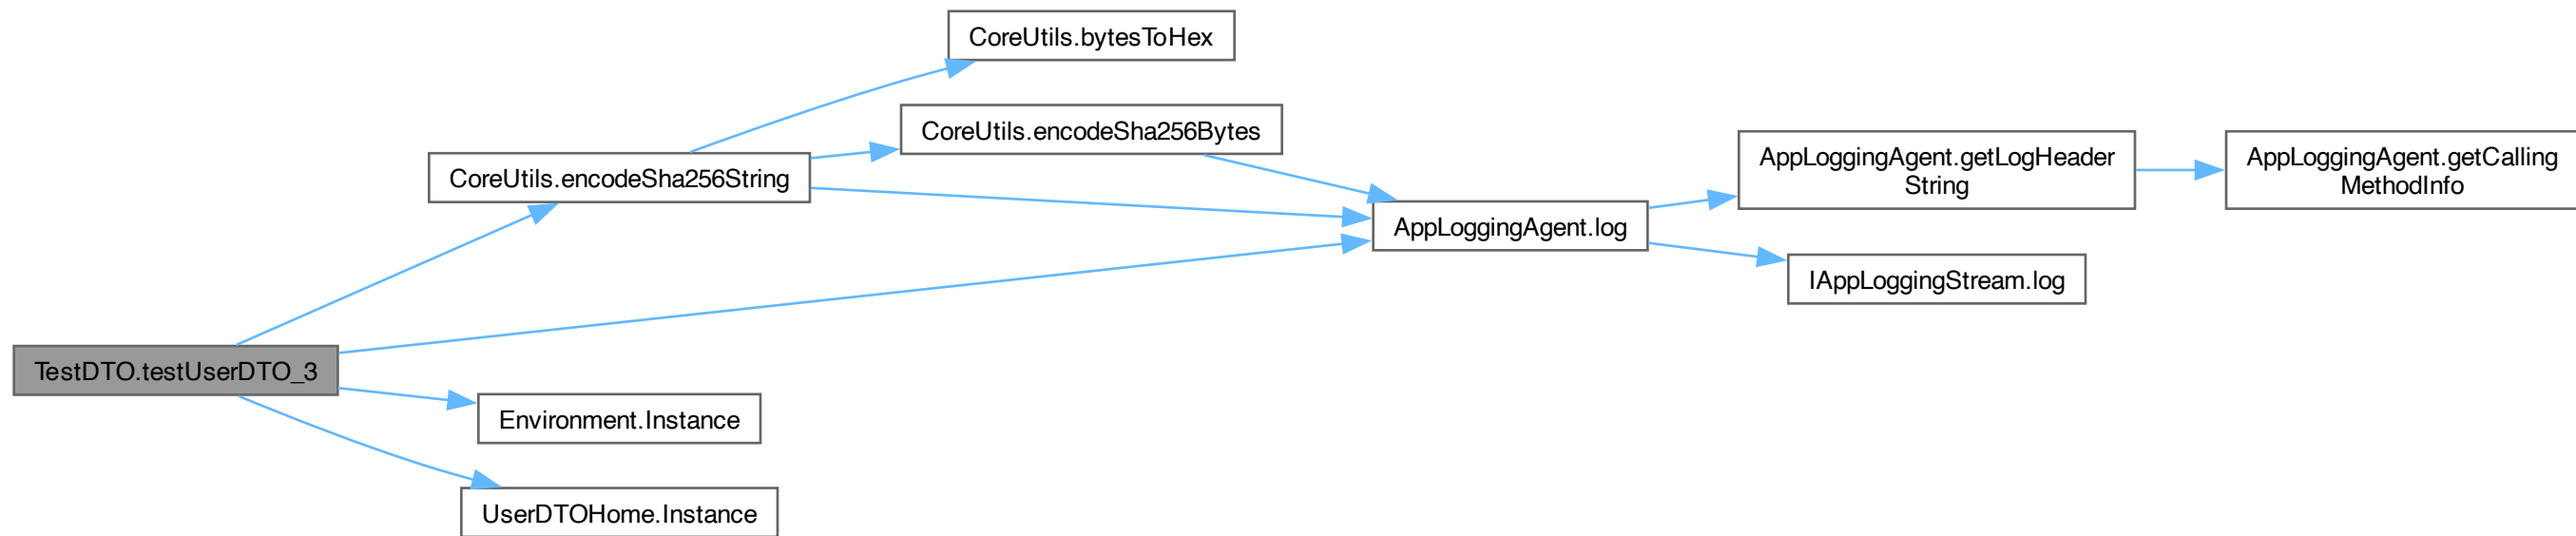 CoreUtils.bytesToHex
CoreUtils.encodeSha256Bytes
CoreUtils.encodeSha256String
AppLoggingAgent.getLogHeader
String
AppLoggingAgent.getCalling
MethodInfo
AppLoggingAgent.log
IAppLoggingStream.log
TestDTO.testUserDTO_3
Environment.Instance
UserDTOHome.Instance